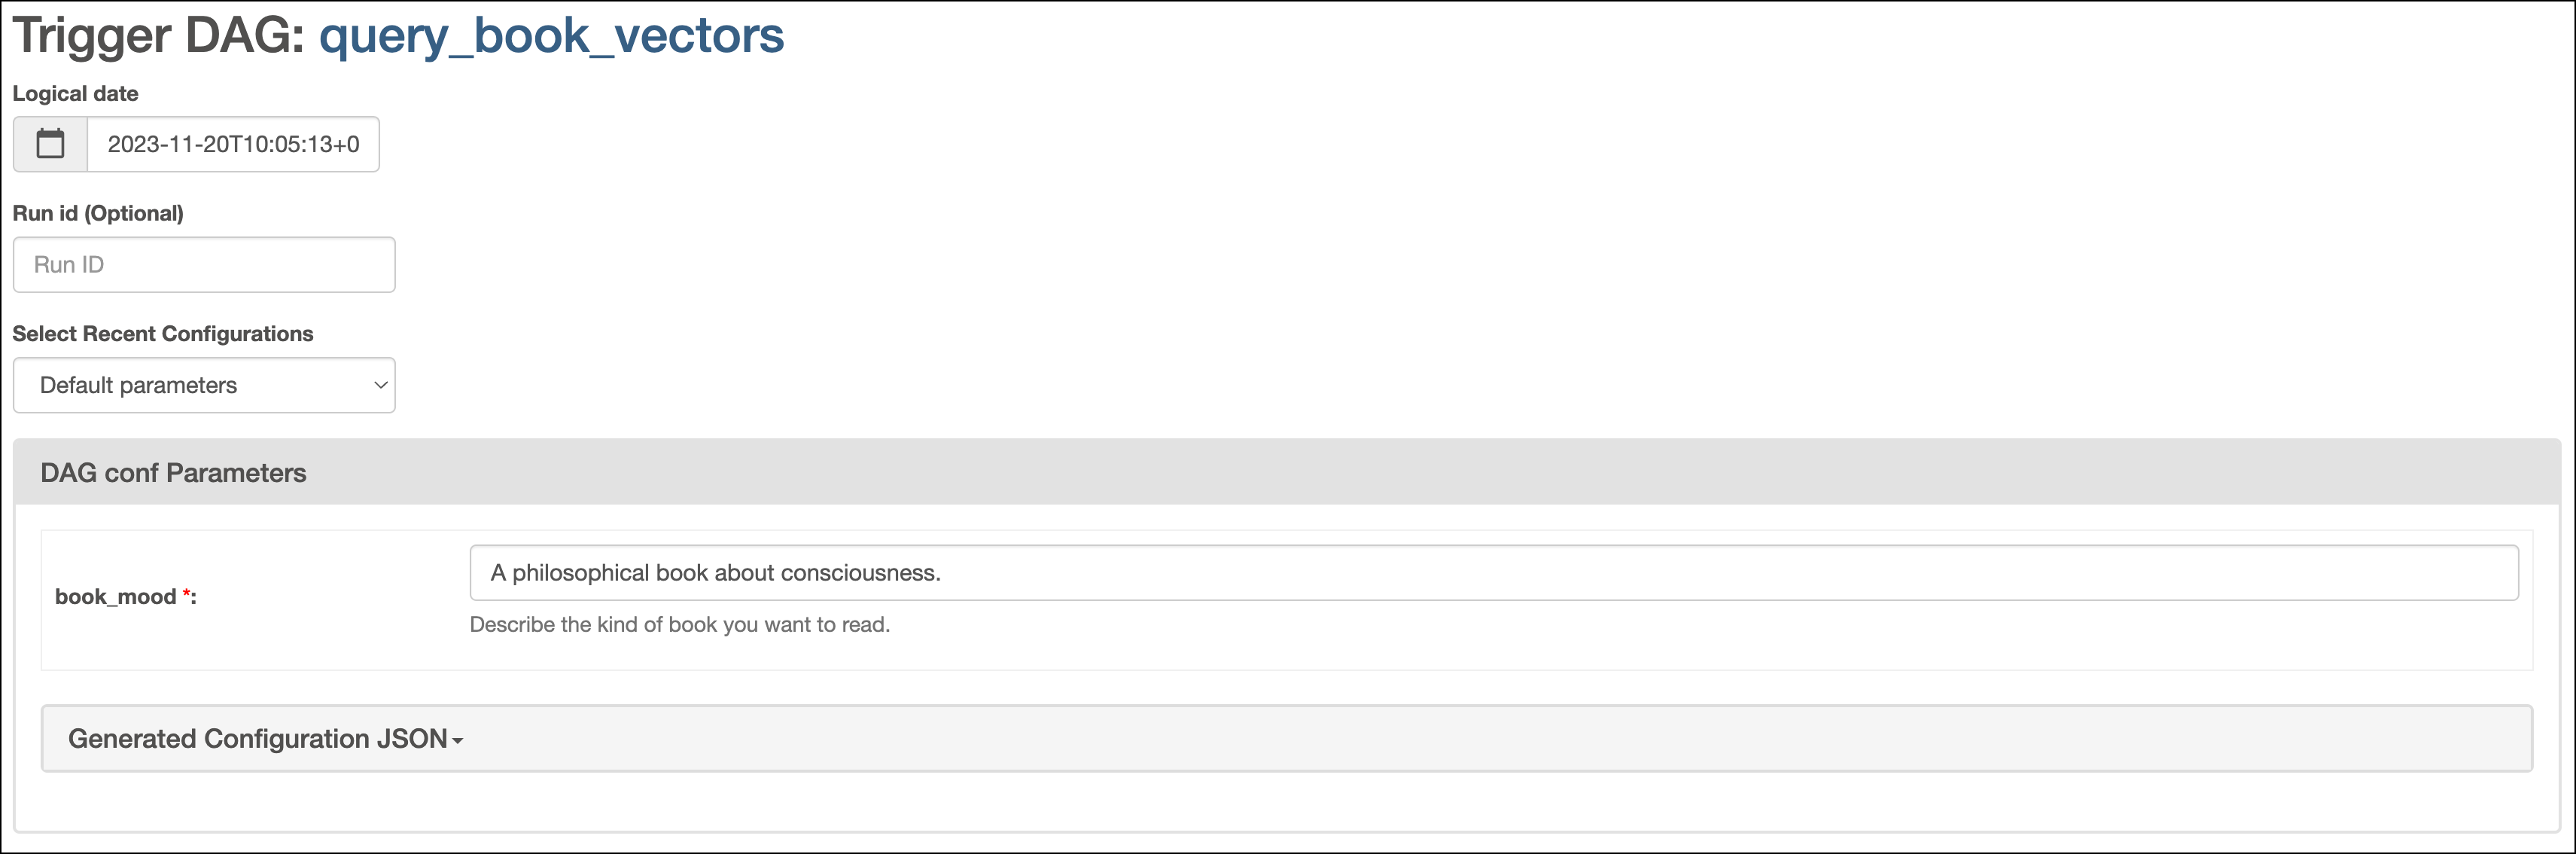 Trigger DAG: query_book_vectors
Logical date
2023-11-20T10:05:13+0
Run id (Optional)
Run ID
Select Recent Configurations
Default parameters
DAG conf Parameters
book_mood *:
A philosophical book about consciousness.
Describe the kind of book you want to read.
Generated Configuration JSON